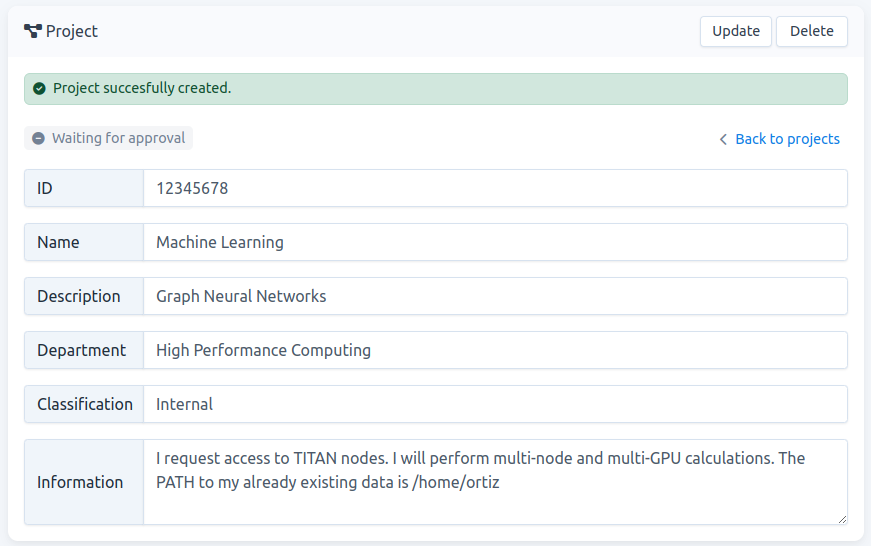 Project
Update
Delete
Project succesfully created.
Waiting for approval
Back to projects
ID
12345678
Name
Machine Learning
Description
Graph Neural Networks
Department
High Performance Computing
Classification
Internal
Information
I request access to TITAN nodes. I will perform multi-node and multi-GPU calculations. The
PATH to my already existing data is /home/ortiz